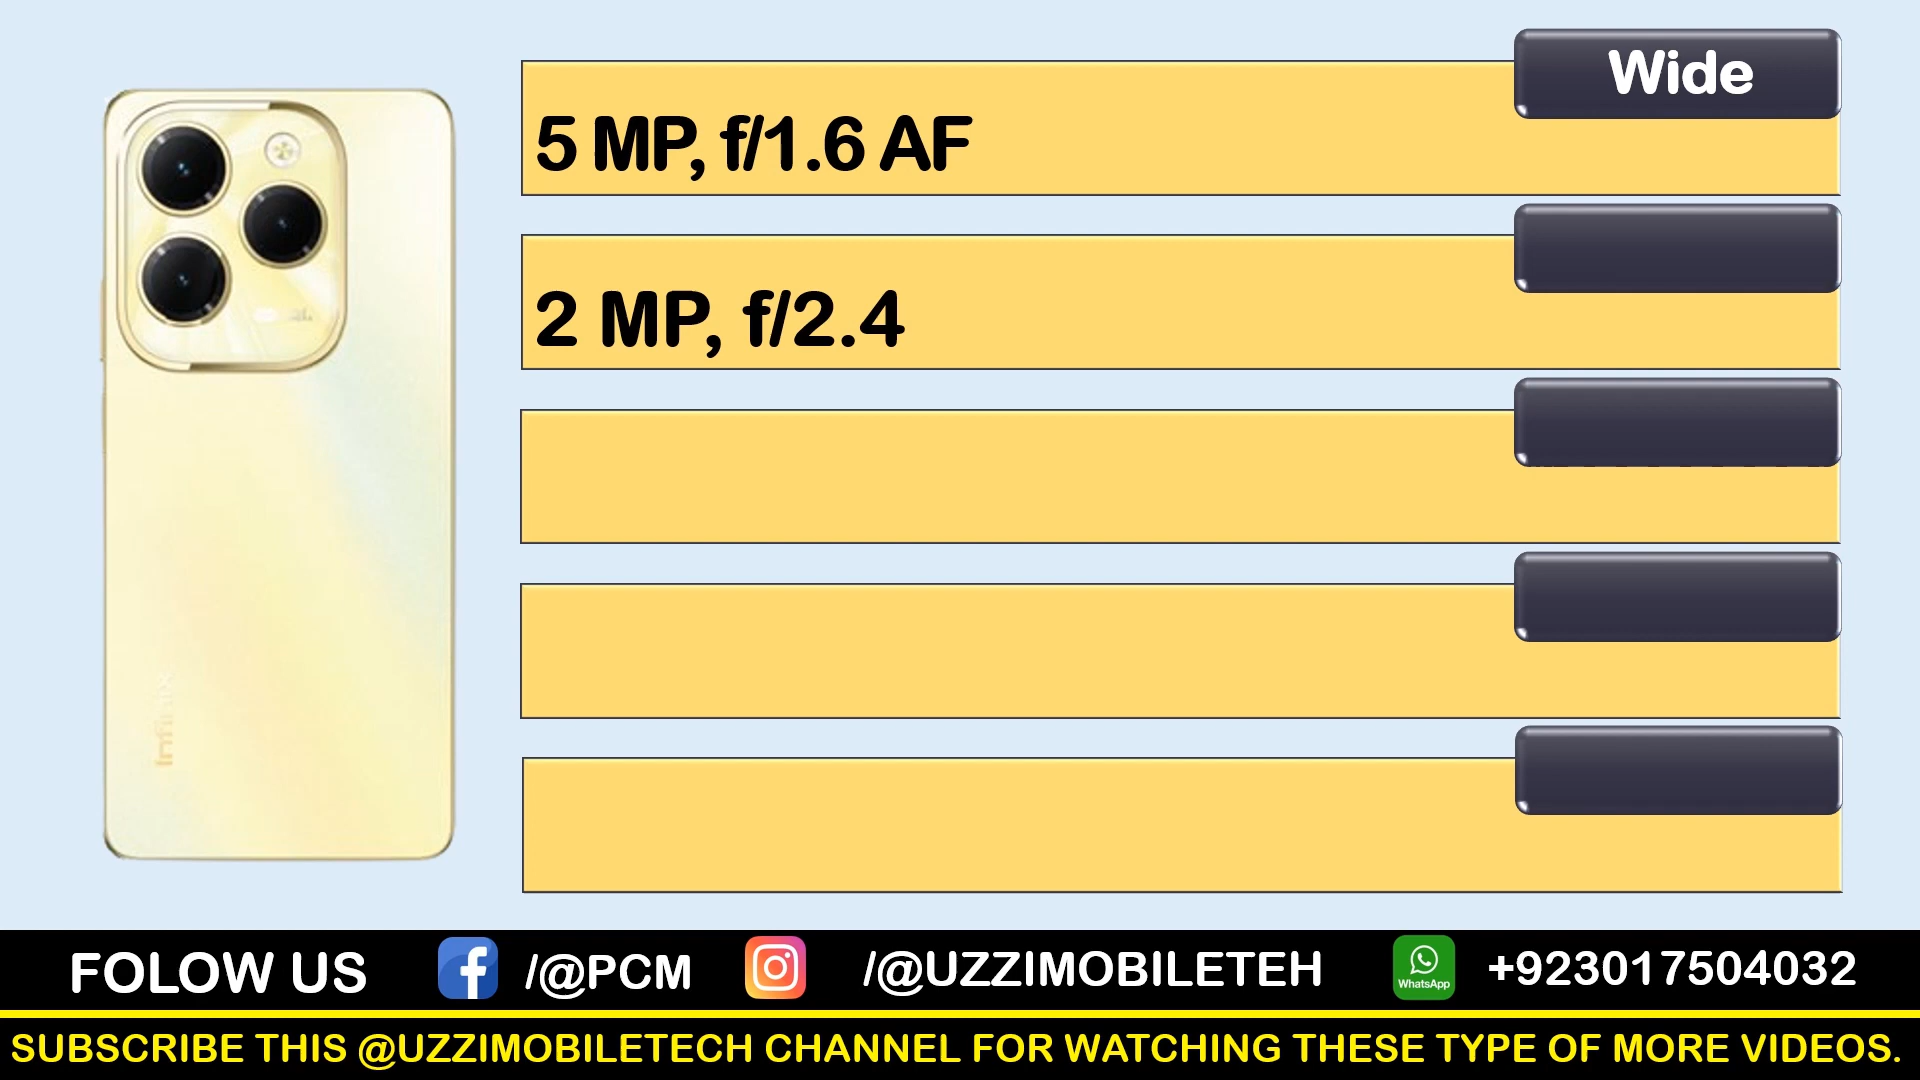 Wide
5 MP, f/1.6 AF
2 MP, f/2.4
Infinix
FOLOW US
/@PCM
/@UZZIMOBILETEH
WhatsApp
+923017504032
SUBSCRIBE THIS @UZZIMOBILETECH CHANNEL FOR WATCHING THESE TYPE OF MORE VIDEOS.